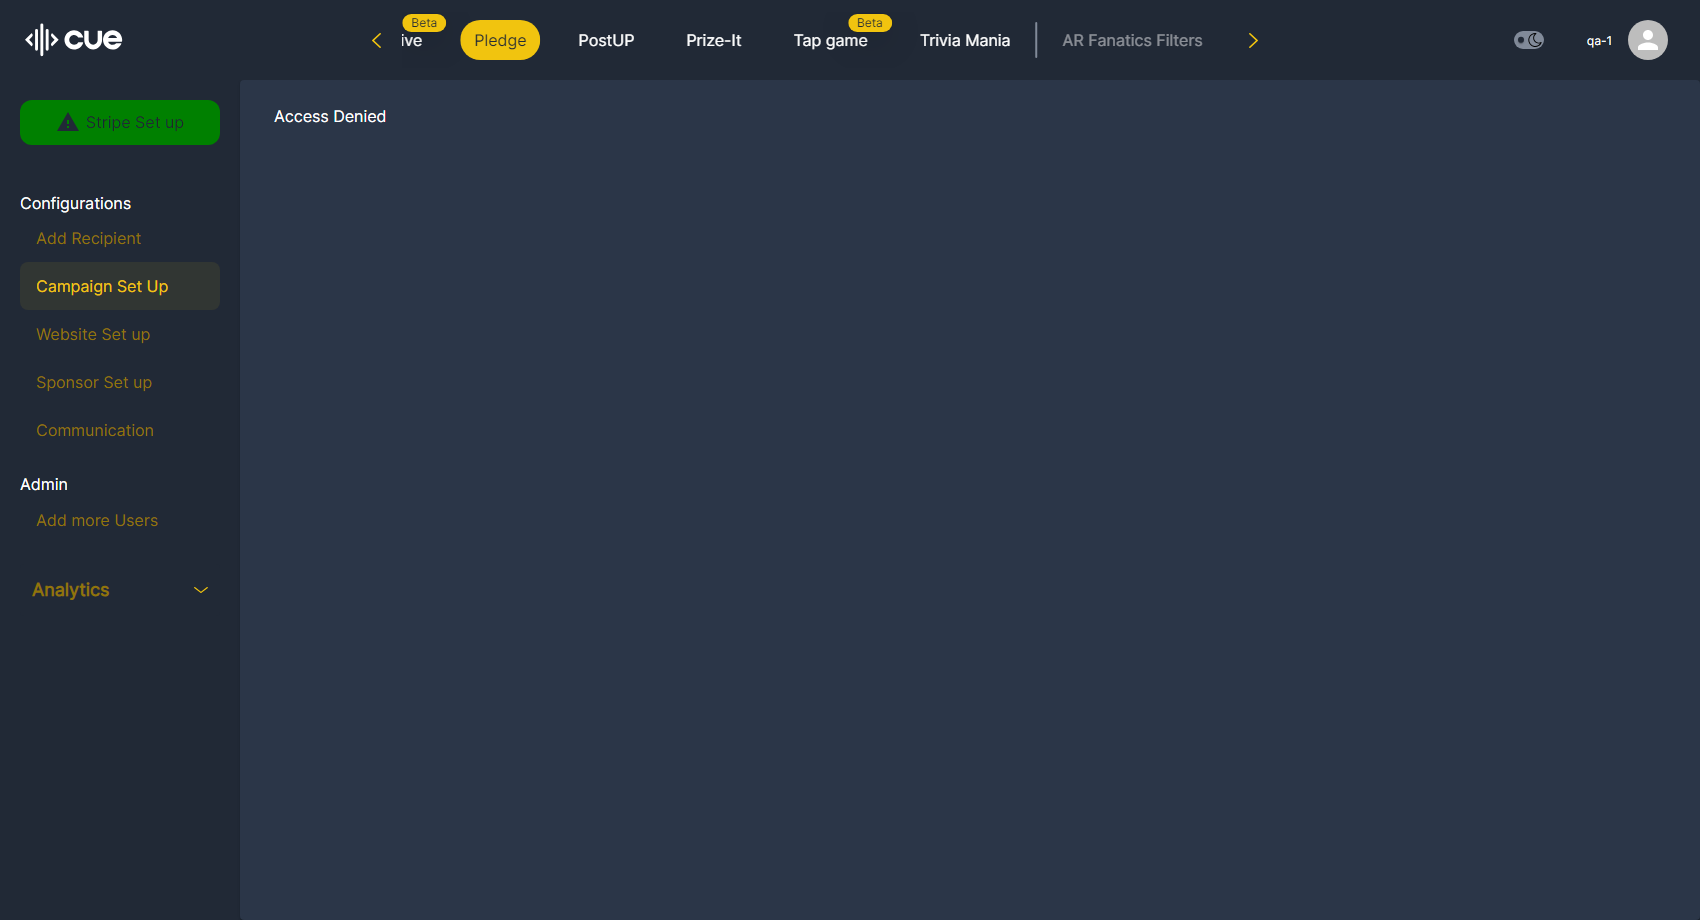 cue
Beta
ive
Pledge
PostUP
Prize-It
Beta
Tap game
Trivia Mania
AR Fanatics Filters
qa-1
Stripe Set up
Access Denied
Configurations
Add Recipient
Campaign Set Up
Website Set up
Sponsor Set up
Communication
Admin
Add more Users
Analytics